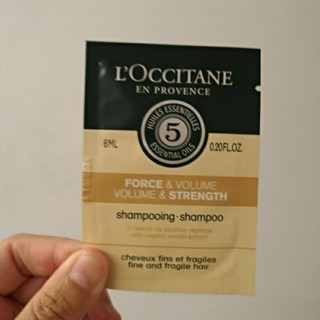 L'OCCITANE
EN PROVENCE
HUILES ESSENTIELLES
5
ESSENTIAL OILS
6ML
0.20FL.OZ.
FORCE & VOLUME
VOLUME & STRENGTH
shampooing-shampoo
cheveux fins et fragiles
fine and fragile hair